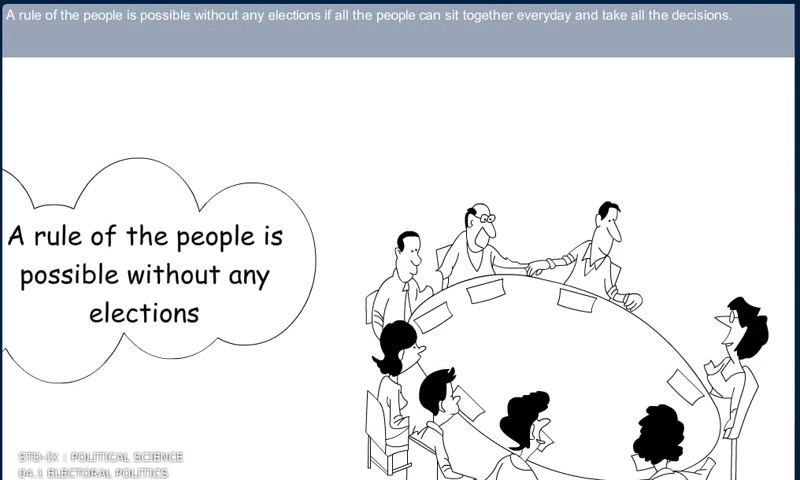 A rule of the people is possible without any elections if all the people can sit together everyday and take all the decisions.
A rule of the people is
possible without any
elections
STD-IX : POLITICAL SCIENCE
04.1 ELECTORAL POLITICS